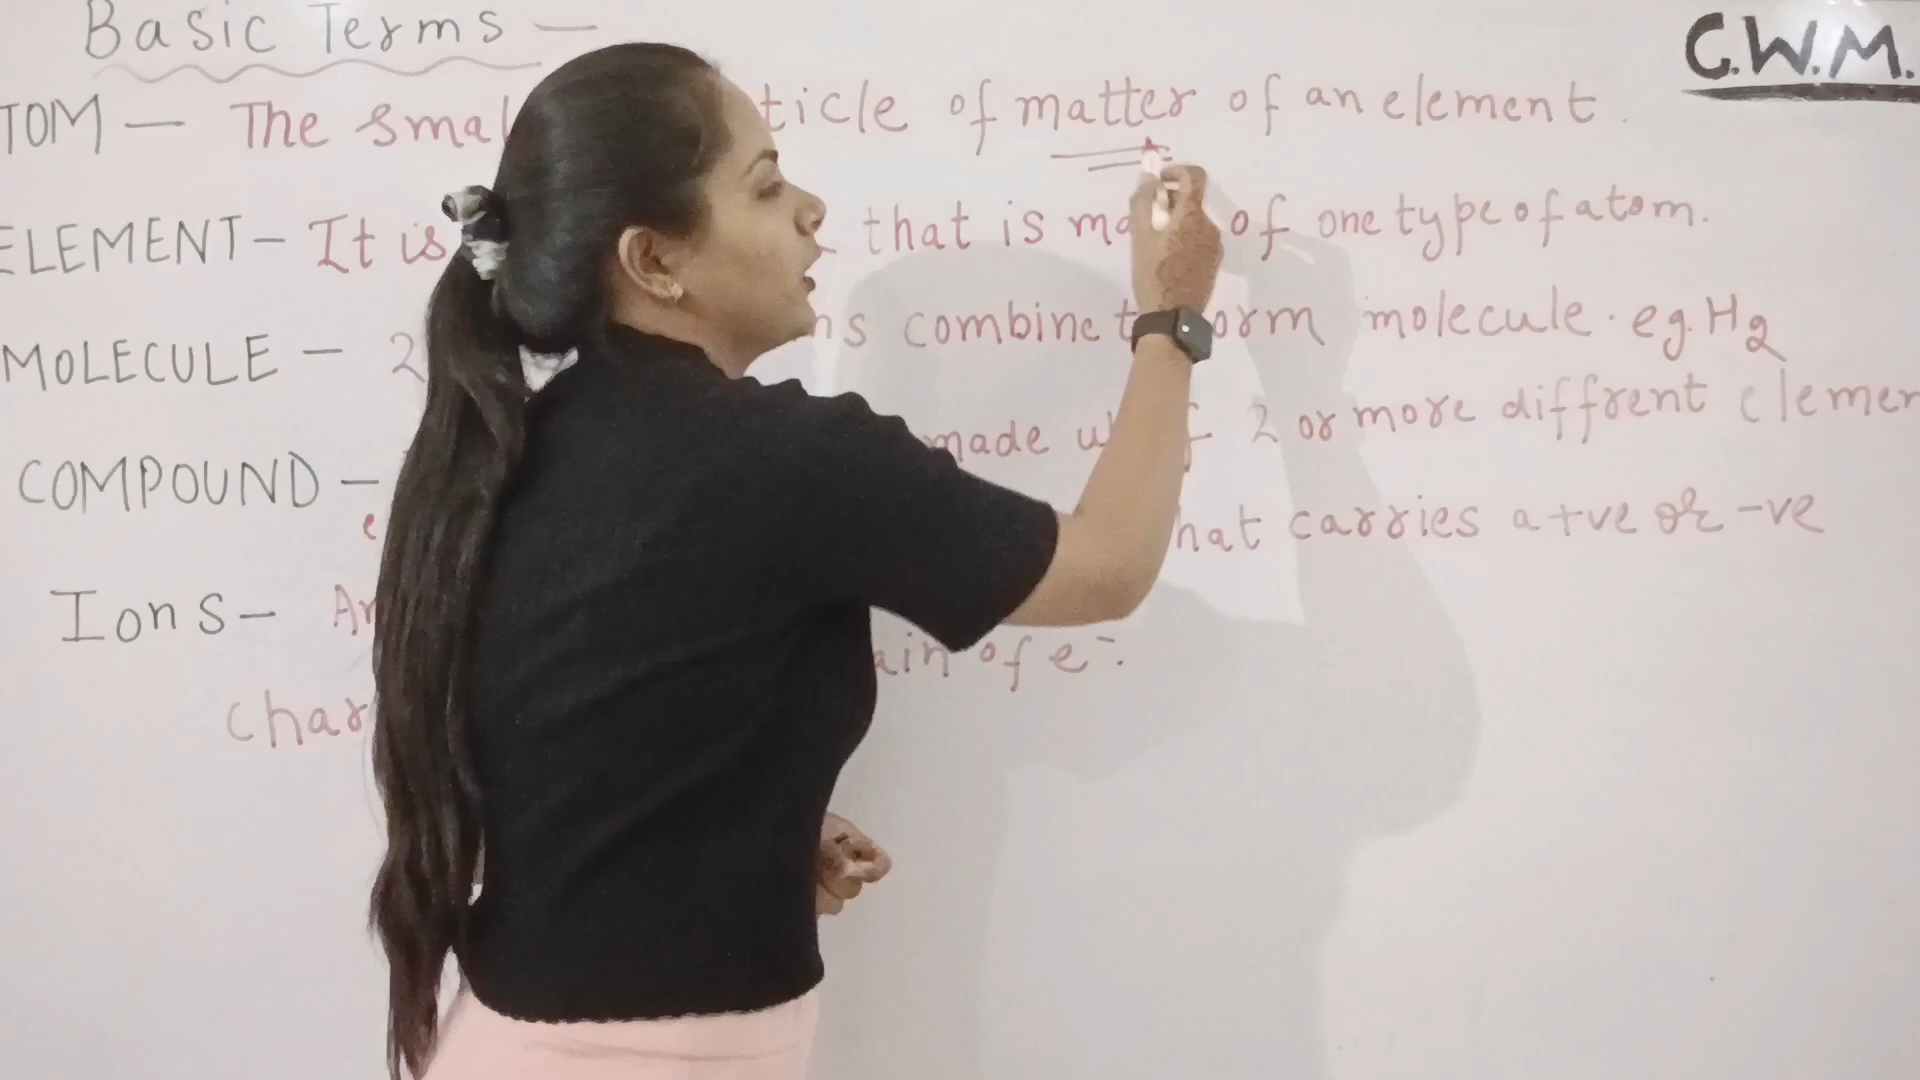 Basic Terms —
C.W.M.
TOM — The smal ticle of matter of an element.
ELEMENT - It is that is ma of one type of atom.
MOLECULE - 2 ns combine t orm molecule. eg. H2
COMPOUND - made u f 2 or more diffrent elemen
e
Ions - An hat carries a +ve or -ve
char ain of e-.